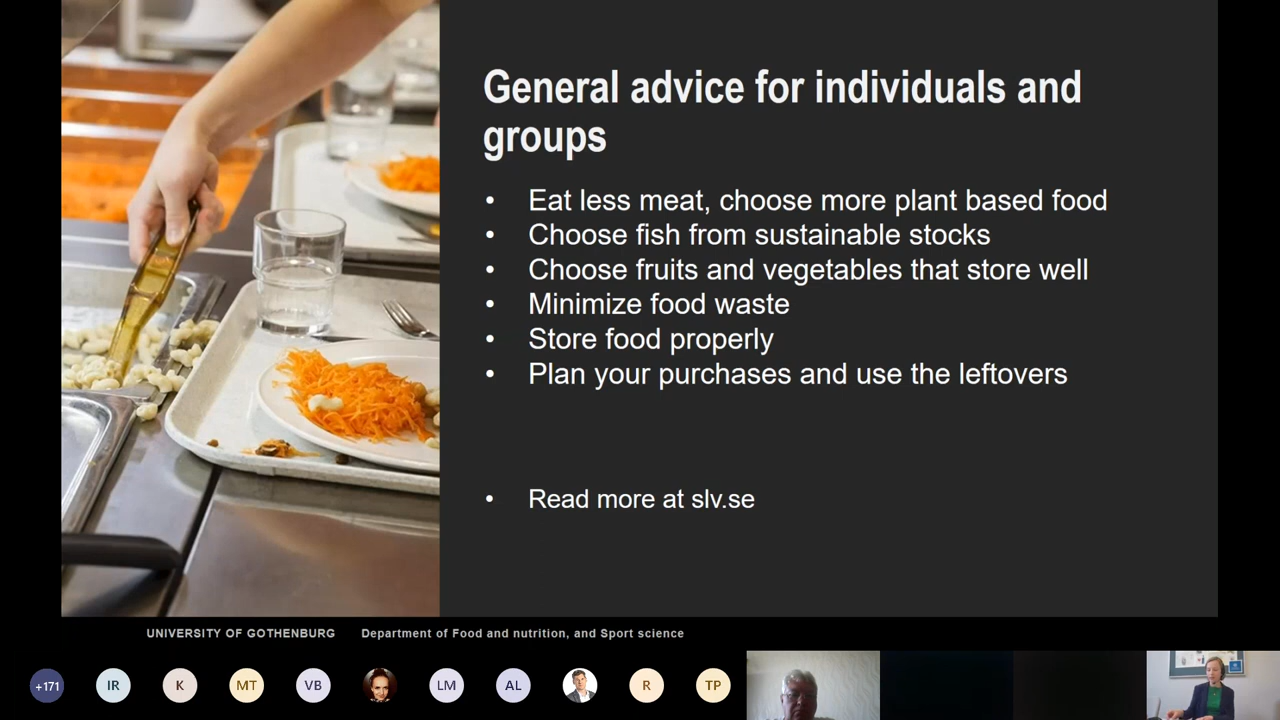 General advice for individuals and
groups
• Eat less meat, choose more plant based food
• Choose fish from sustainable stocks
• Choose fruits and vegetables that store well
• Minimize food waste
• Store food properly
• Plan your purchases and use the leftovers
• Read more at slv.se
UNIVERSITY OF GOTHENBURG Department of Food and nutrition, and Sport science
+171 IR K MT VB LM AL R TP